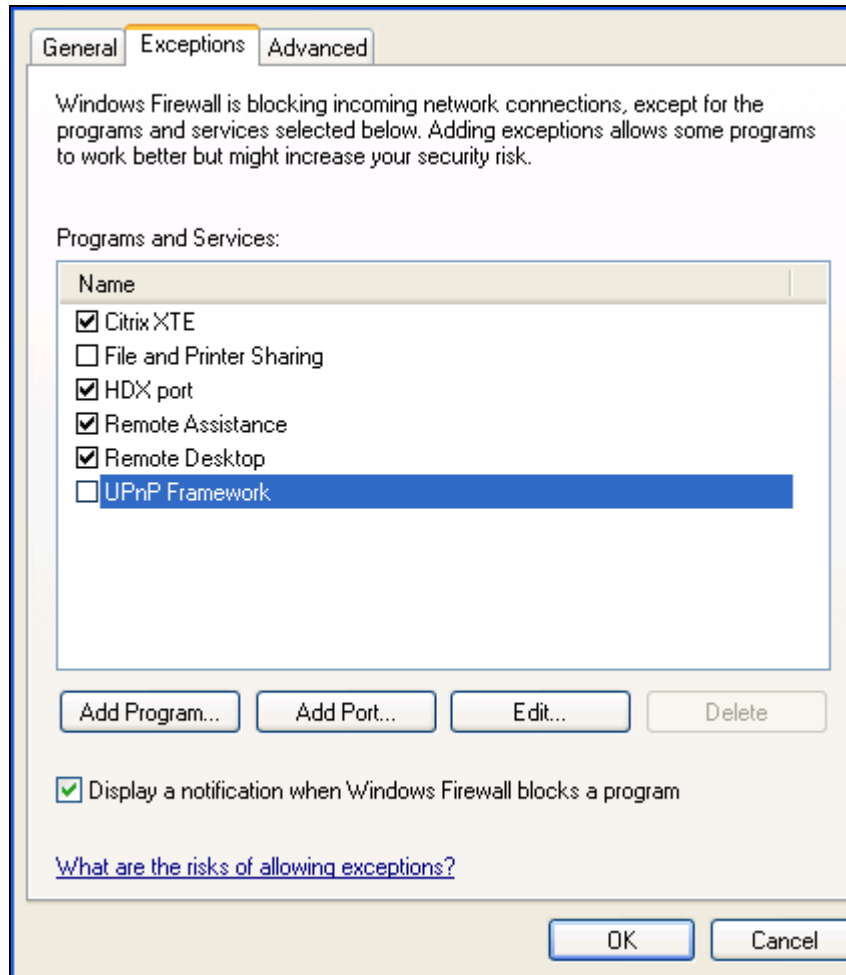 General
Exceptions
Advanced
Windows Firewall is blocking incoming network connections, except for the
programs and services selected below. Adding exceptions allows some programs
to work better but might increase your security risk.
Programs and Services:
Name
Citrix XTE
File and Printer Sharing
HDX port
Remote Assistance
Remote Desktop
UPnP Framework
Add Program...
Add Port...
Edit...
Delete
Display a notification when Windows Firewall blocks a program
What are the risks of allowing exceptions?
OK
Cancel